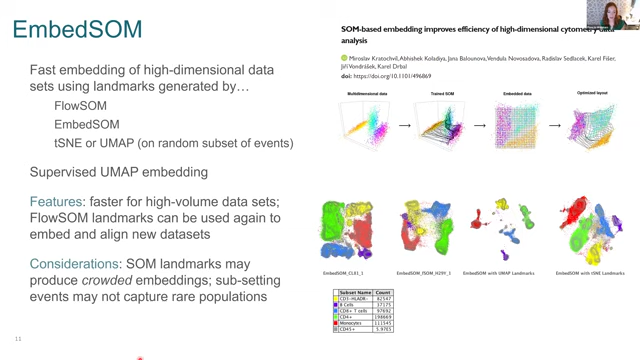 EmbedSOM
Fast embedding of high-dimensional data
sets using landmarks generated by…
FlowSOM
EmbedSOM
tSNE or UMAP (on random subset of events)
Supervised UMAP embedding
Features: faster for high-volume data sets;
FlowSOM landmarks can be used again to
embed and align new datasets
Considerations: SOM landmarks may
produce crowded embeddings; sub-setting
events may not capture rare populations
11
SOM-based embedding improves efficiency of high-dimensional cytometry data
analysis
Miroslav Kratochvíl, Abhishek Koladiya, Jana Balounova, Vendula Novosadova, Radislav Sedlacek, Karel Fišer,
Jiří Vondrášek, Karel Drbal
doi: https://doi.org/10.1101/496869
Multidimensional data
Trained SOM
Embedded data
Optimized layout
EmbedSOM with UMAP Landmarks
EmbedSOM with tSNE Landmarks
Subset Name Count
CD3-HLADR-
B Cells 37175
CD8+ T cells 97692
CD4+
Monocytes
CD45+ 5.97E5